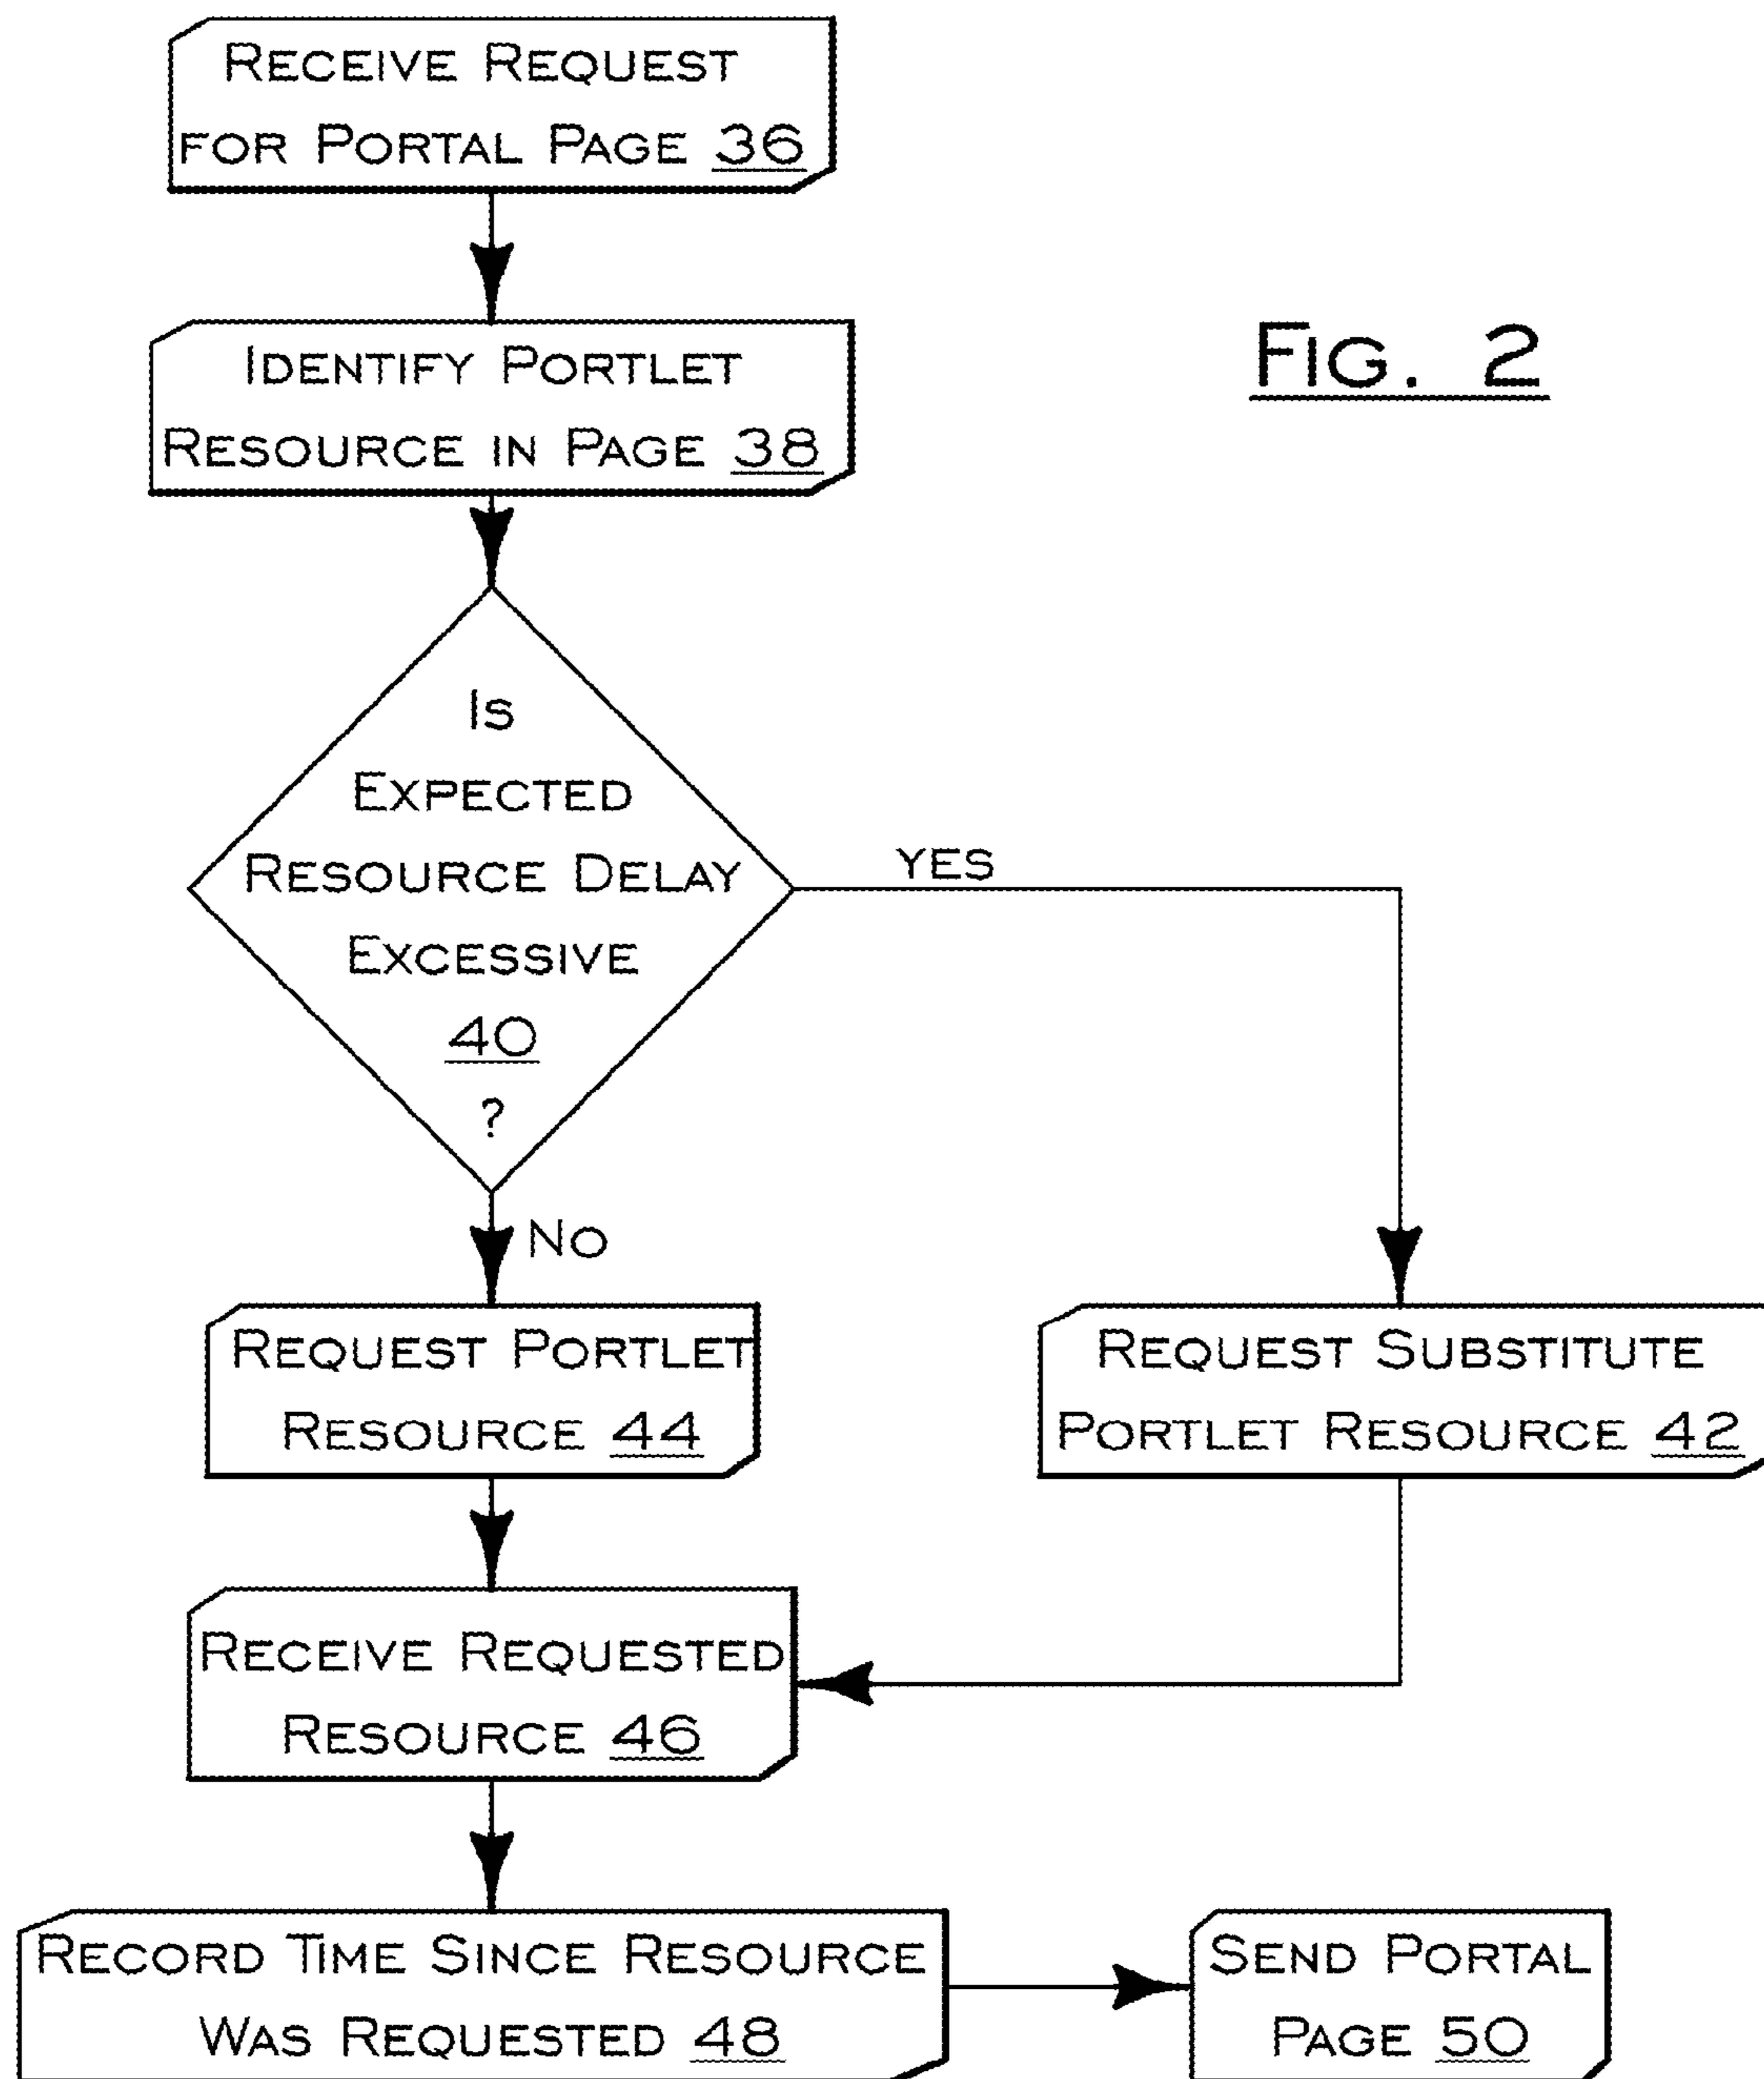 RECEIVE REQUEST
FOR PORTAL PAGE 36
IDENTIFY PORTLET
RESOURCE IN PAGE 38
FIG. 2
IS
EXPECTED
RESOURCE DELAY
EXCESSIVE
40
?
YES
NO
REQUEST PORTLET
RESOURCE 44
REQUEST SUBSTITUTE
PORTLET RESOURCE 42
RECEIVE REQUESTED
RESOURCE 46
RECORD TIME SINCE RESOURCE
WAS REQUESTED 48
SEND PORTAL
PAGE 50